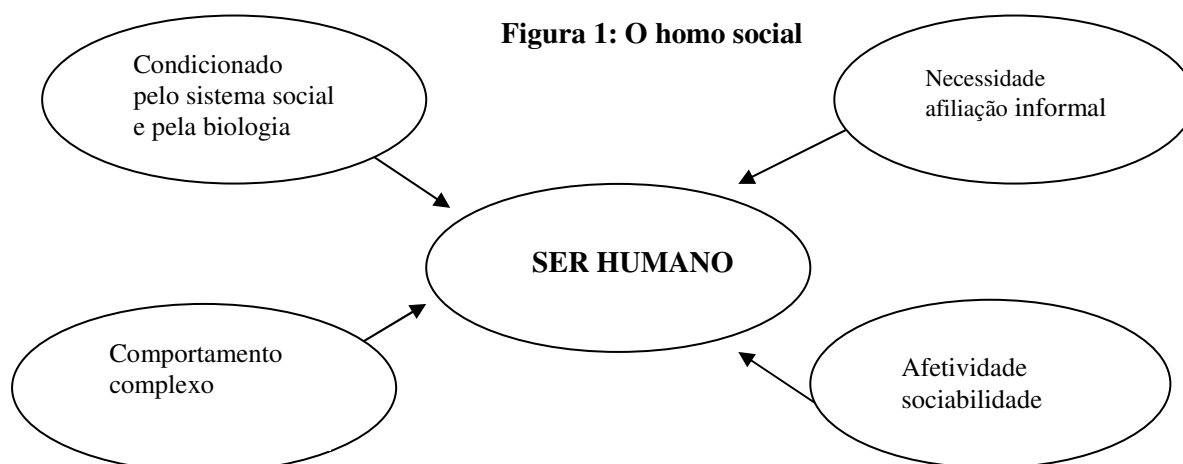 Figura 1: O homo social
Condicionado
pelo sistema social
e pela biologia
Necessidade
afiliação informal
SER HUMANO
Comportamento
complexo
Afetividade
sociabilidade